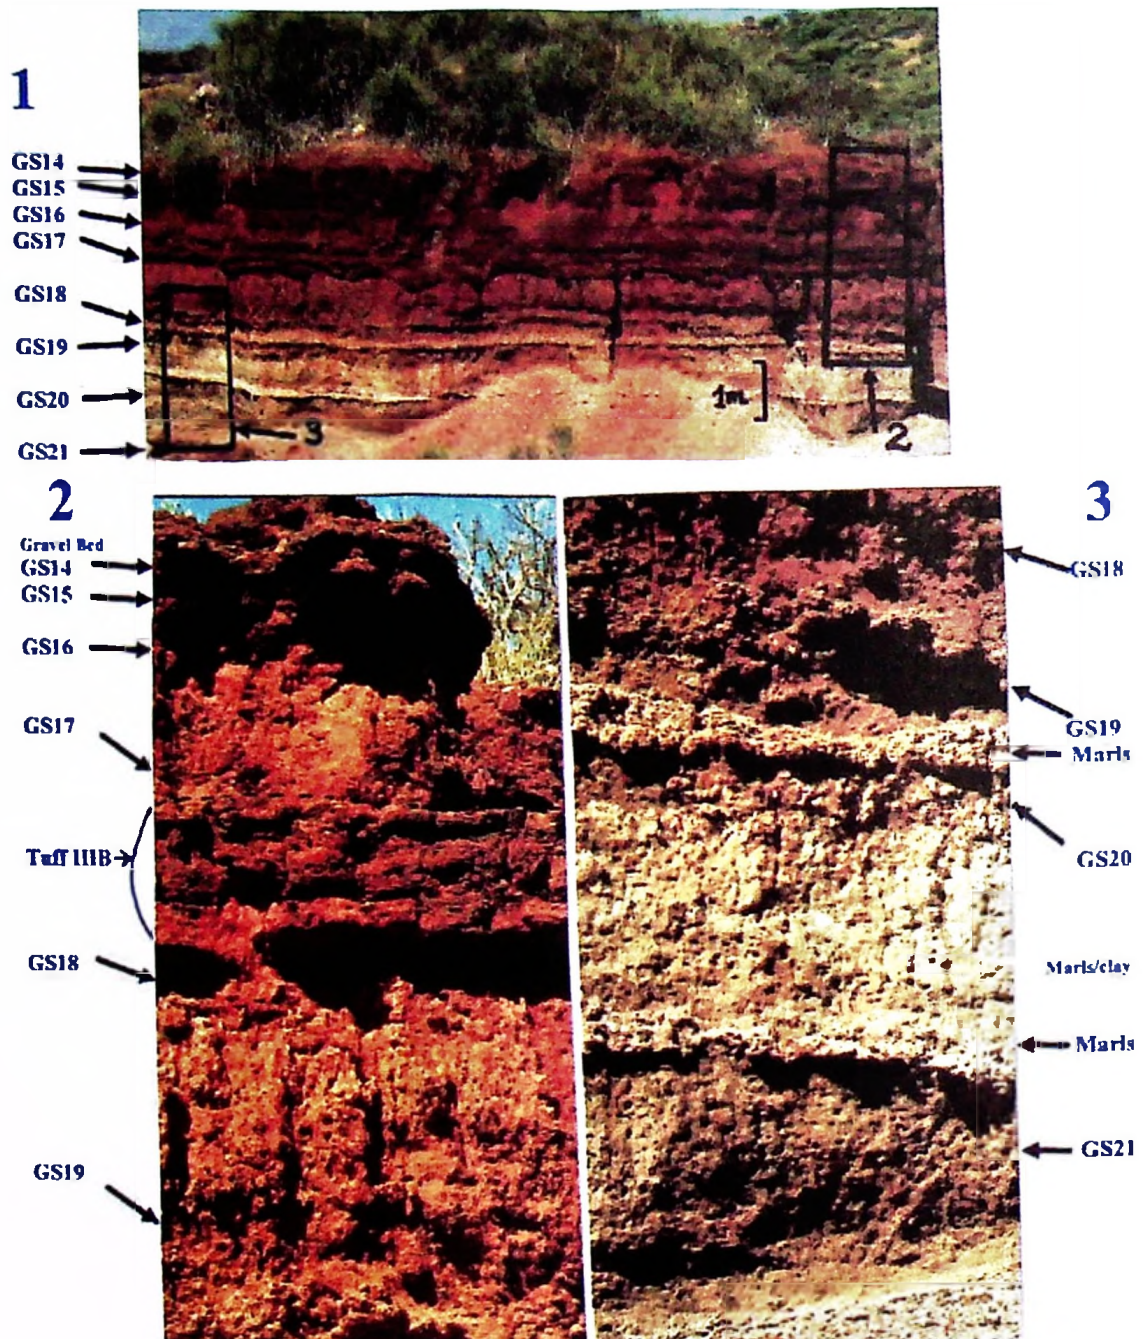 1
GS14
GS15
GS16
GS17
GS18
GS19
GS20
GS21
1m
3
2
2
Gravel Bed
GS14
GS15
GS16
GS17
Tuff IIIB
GS18
GS19
3
GS18
GS19
Marls
GS20
Marls/clay
Marls
GS21